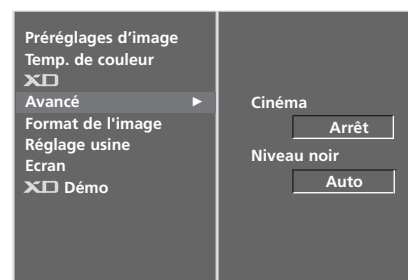 Préréglages d’image
Temp. de couleur
XD
Avancé ►
Format de l'image
Réglage usine
Ecran
XD Démo
Cinéma
Arrêt
Niveau noir
Auto